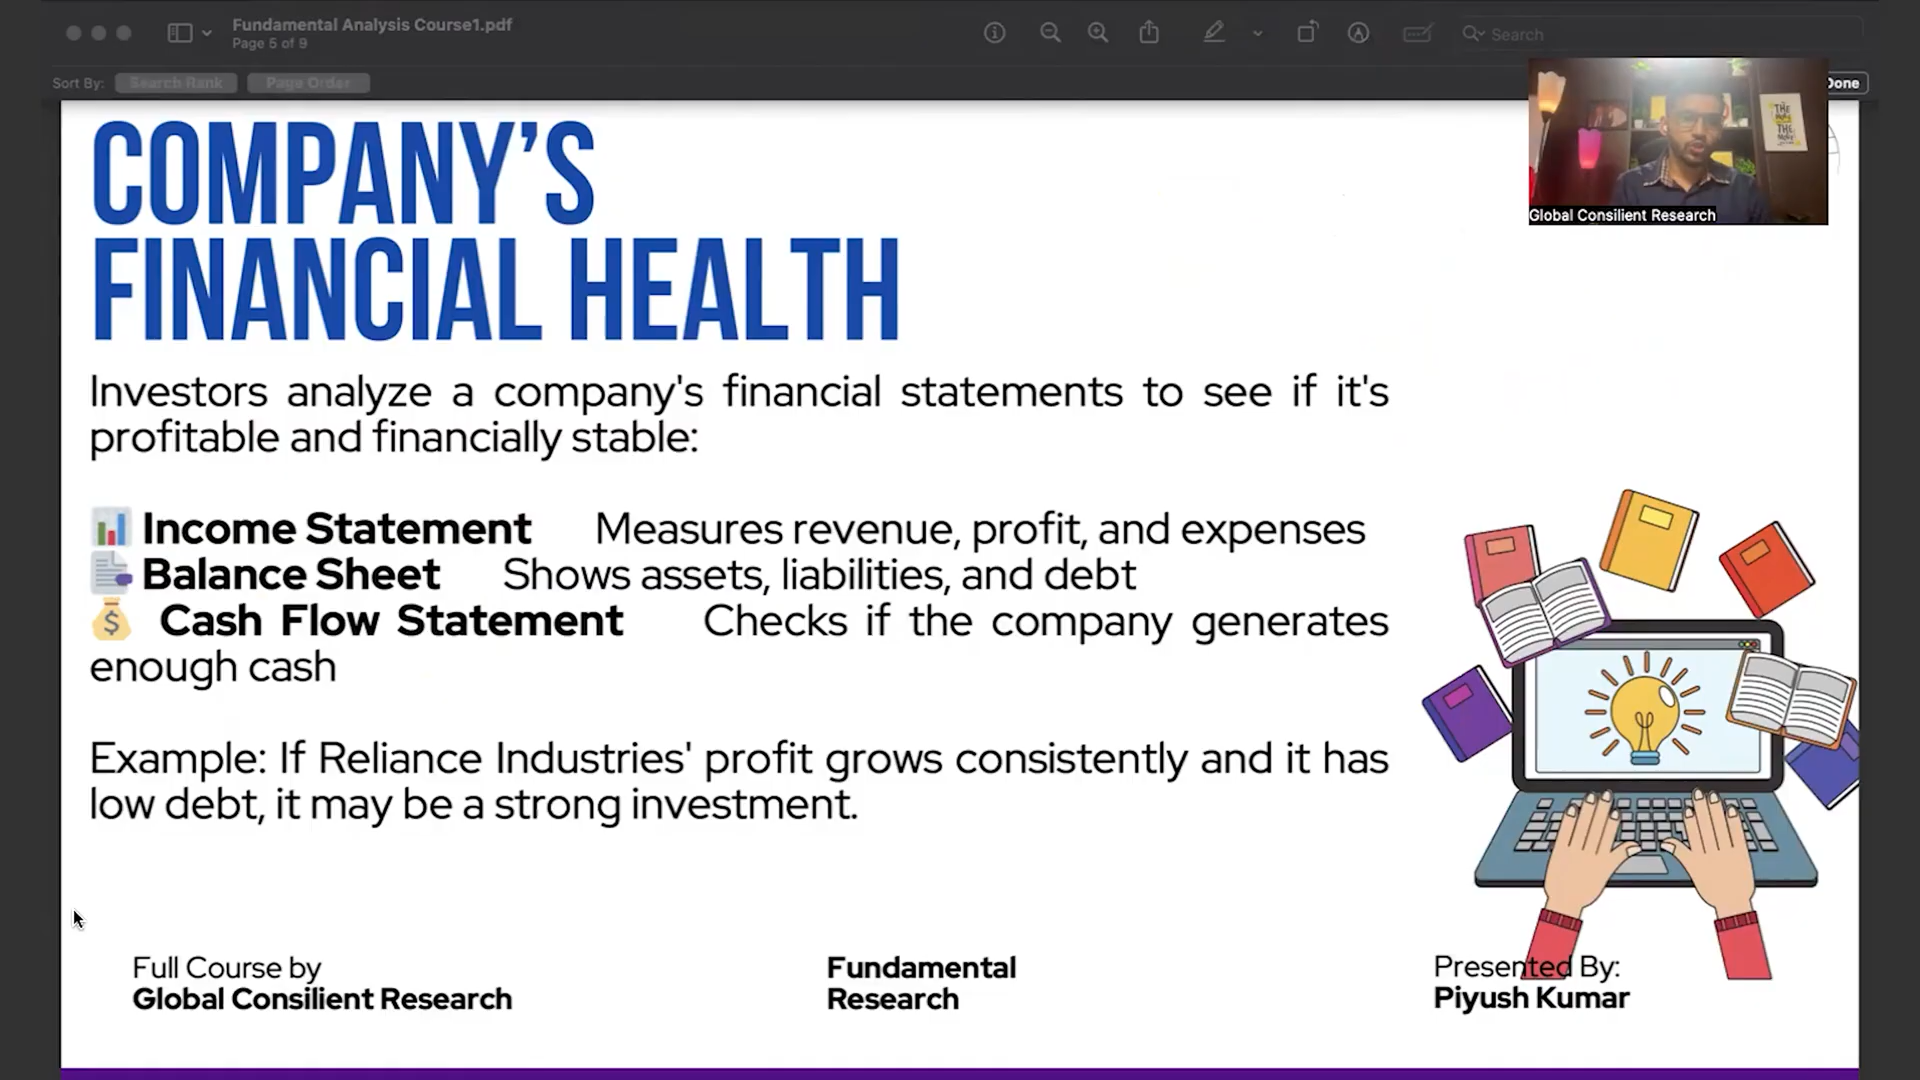 Fundamental Analysis Course1.pdf
Page 5 of 9
Search
Sort By:
Search Rank
Page Order
Done
THE MORE THE
Global Consilient Research
COMPANY'S
FINANCIAL HEALTH
Investors analyze a company's financial statements to see if it's
profitable and financially stable:
Income Statement Measures revenue, profit, and expenses
Balance Sheet Shows assets, liabilities, and debt
Cash Flow Statement Checks if the company generates
enough cash
Example: If Reliance Industries' profit grows consistently and it has
low debt, it may be a strong investment.
Full Course by
Global Consilient Research
Fundamental
Research
Presented By:
Piyush Kumar